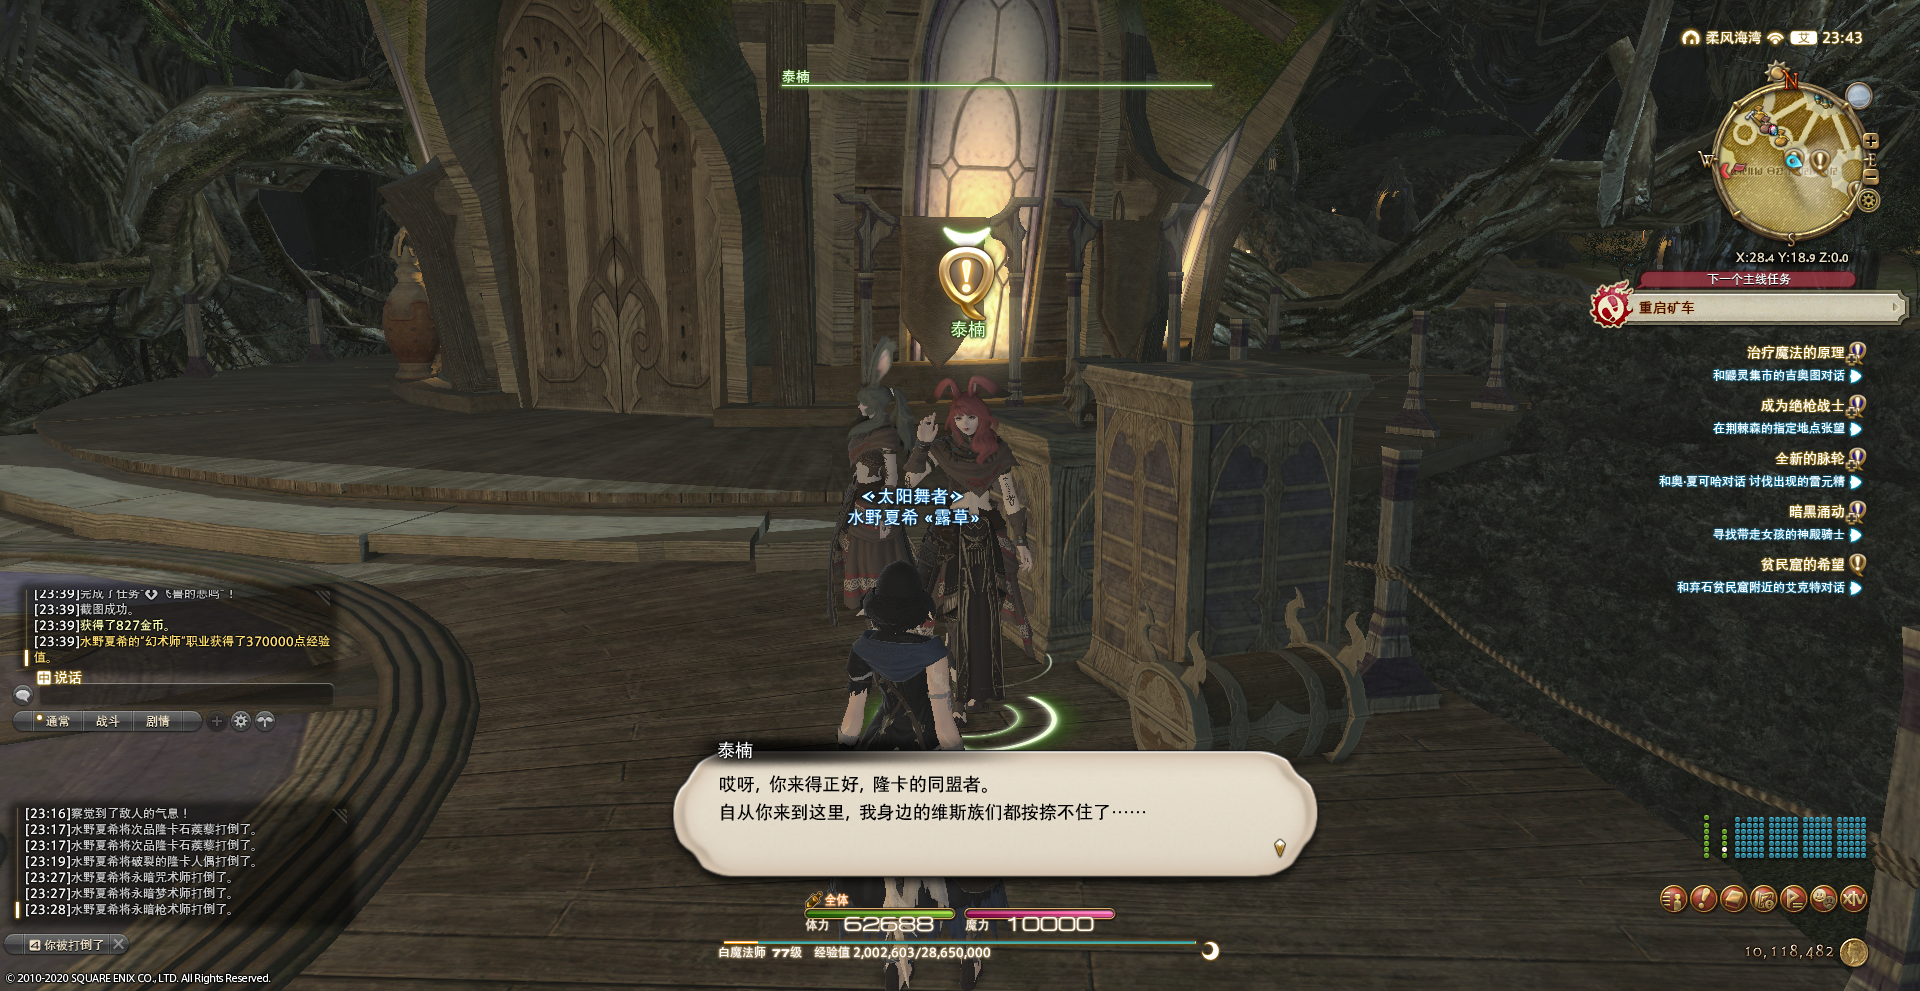 泰楠
柔风海湾 艾 23:43
N
W
E
S
X:28.4 Y:18.9 Z:0.0
下一个主线任务
重启矿车
治疗魔法的原理
和鼹灵集市的吉奥图对话
成为绝枪战士
在荆棘森的指定地点张望
全新的脉轮
和奥·夏可哈对话 讨伐出现的雷元精
暗黑涌动
寻找带走女孩的神殿骑士
贫民窟的希望
和弃石贫民窟附近的艾克特对话
泰楠
太阳舞者
水野夏希 «露草»
[23:39]截图成功。
[23:39]获得了827金币。
[23:39]水野夏希的“幻术师”职业获得了370000点经验
值。
说话
通常 战斗 剧情
[23:16]察觉到了敌人的气息!
[23:17]水野夏希将次品隆卡石蒺藜打倒了。
[23:17]水野夏希将次品隆卡石蒺藜打倒了。
[23:19]水野夏希将破裂的隆卡人偶打倒了。
[23:27]水野夏希将永暗咒术师打倒了。
[23:27]水野夏希将永暗梦术师打倒了。
[23:28]水野夏希将永暗枪术师打倒了。
4 你被打倒了
© 2010-2020 SQUARE ENIX CO., LTD. All Rights Reserved.
泰楠
哎呀, 你来得正好, 隆卡的同盟者。
自从你来到这里, 我身边的维斯族们都按捺不住了……
全体
体力 62688 魔力 10000
白魔法师 77级 经验值 2,002,603/28,650,000
10,118,482